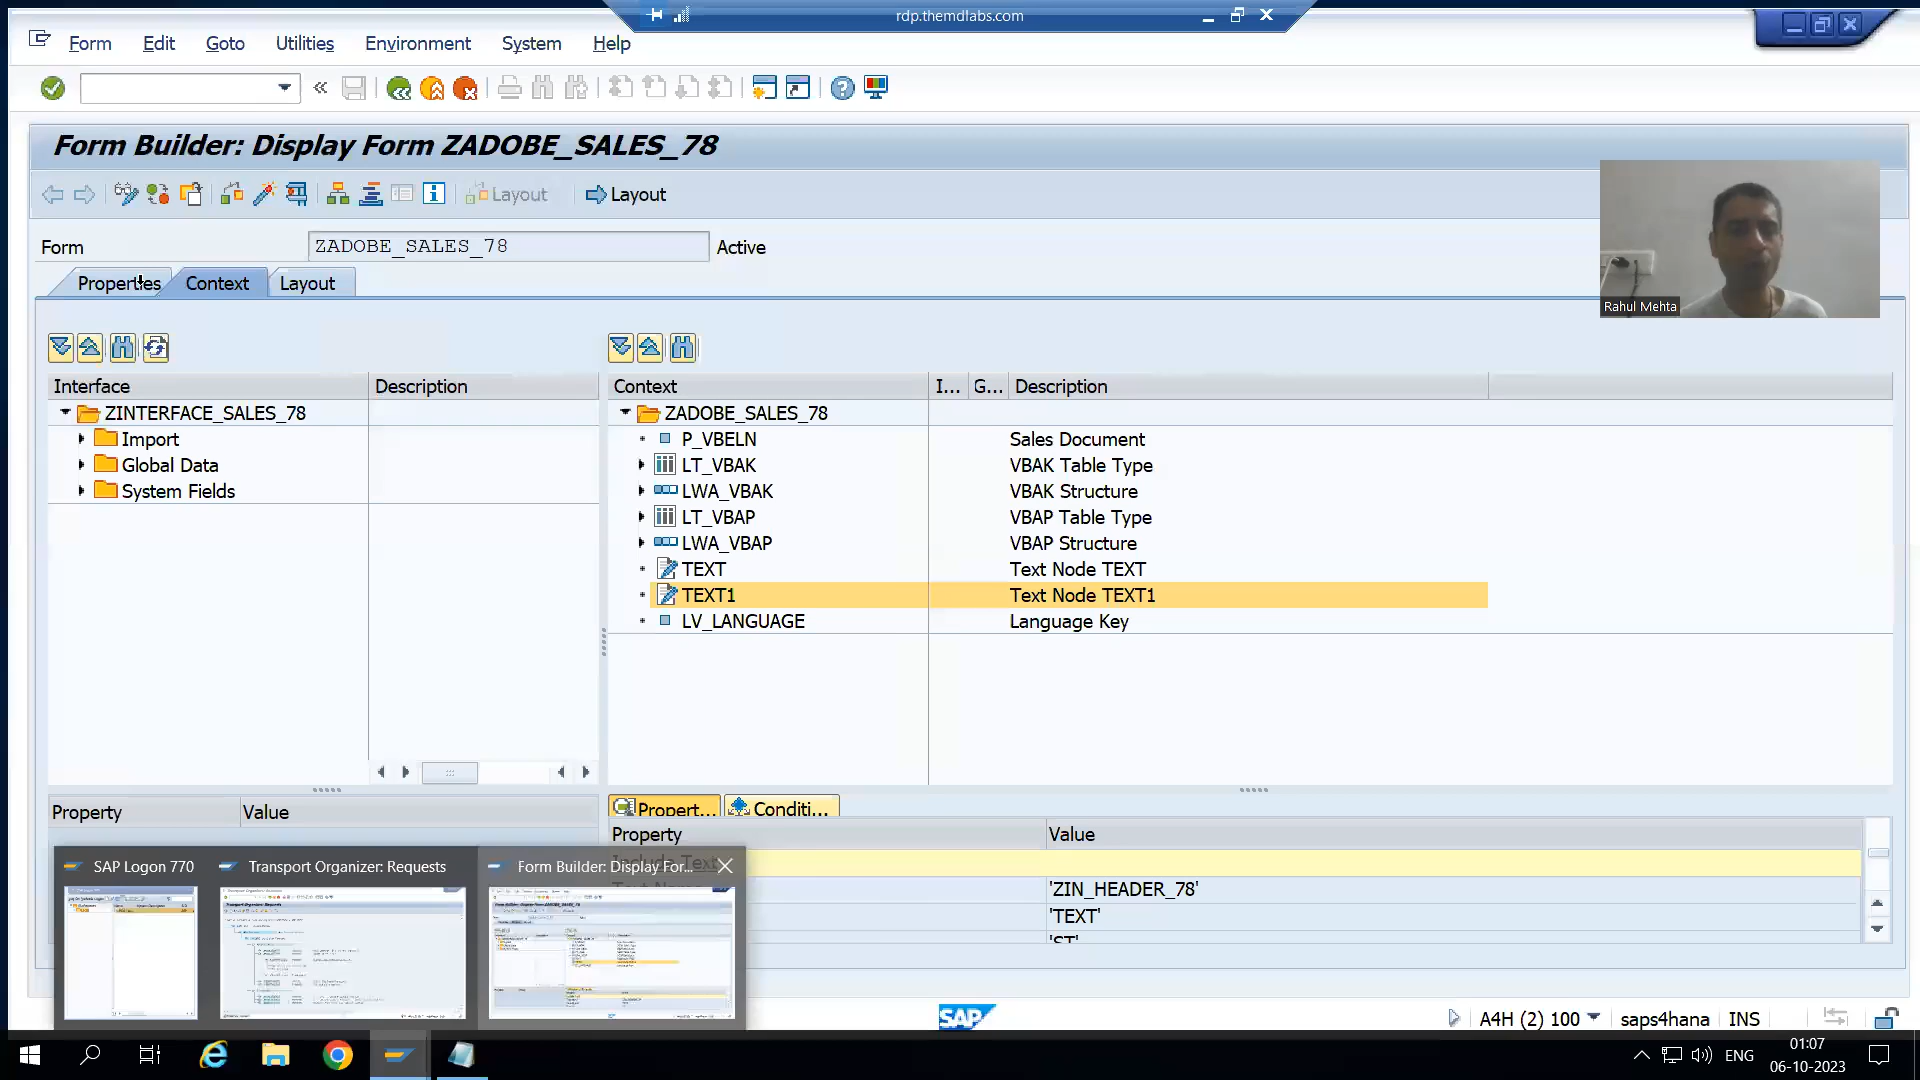 rdp.themdlabs.com
Form Edit Goto Utilities Environment System Help
Form Builder: Display Form ZADOBE_SALES_78
Layout Layout
Form ZADOBE_SALES_78 Active
Properties Context Layout
Rahul Mehta
Interface Description
ZINTERFACE_SALES_78
Import
Global Data
System Fields
Context I... G... Description
ZADOBE_SALES_78
P_VBELN Sales Document
LT_VBAK VBAK Table Type
LWA_VBAK VBAK Structure
LT_VBAP VBAP Table Type
LWA_VBAP VBAP Structure
TEXT Text Node TEXT
TEXT1 Text Node TEXT1
LV_LANGUAGE Language Key
Property Value
Propert... Conditi...
Property Value
'ZIN_HEADER_78'
'TEXT'
'ST'
SAP Logon 770 Transport Organizer: Requests Form Builder: Display For...
SAP
A4H (2) 100 saps4hana INS
ENG
01:07
06-10-2023